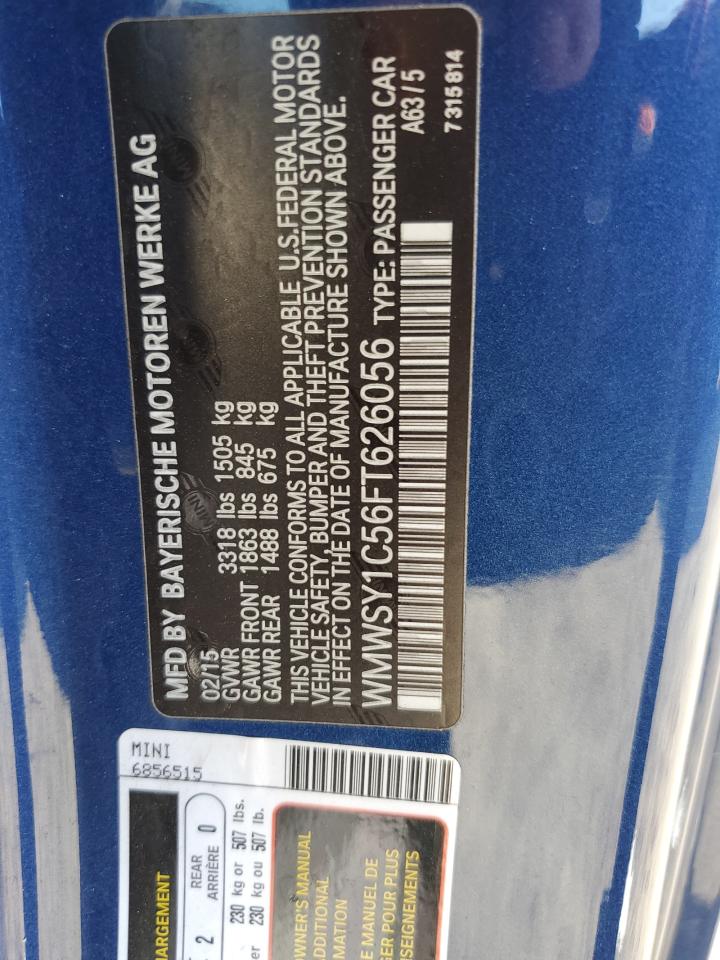 MFD BY BAYERISCHE MOTOREN WERKE AG
02/15
GVWR 3318 lbs 1505 kg
GAWR FRONT 1863 lbs 845 kg
GAWR REAR 1488 lbs 675 kg
THIS VEHICLE CONFORMS TO ALL APPLICABLE U.S.FEDERAL MOTOR
VEHICLE SAFETY, BUMPER AND THEFT PREVENTION STANDARDS
IN EFFECT ON THE DATE OF MANUFACTURE SHOWN ABOVE.
WMWSY1C56FT626056 TYPE: PASSENGER CAR
A63/5
7315814
MINI
6856515
HARGEMENT
2 REAR
ARRIÈRE 0
230 kg or 507 lbs.
er 230 kg ou 507 lb.
OWNER'S MANUAL
ADDITIONAL
MATION
E MANUEL DE
GER POUR PLUS
SEIGNEMENTS